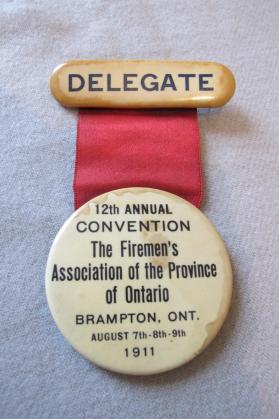 DELEGATE
12th ANNUAL
CONVENTION
The Firemen's
Association of the Province
of Ontario
BRAMPTON, ONT.
AUGUST 7th-8th-9th
1911